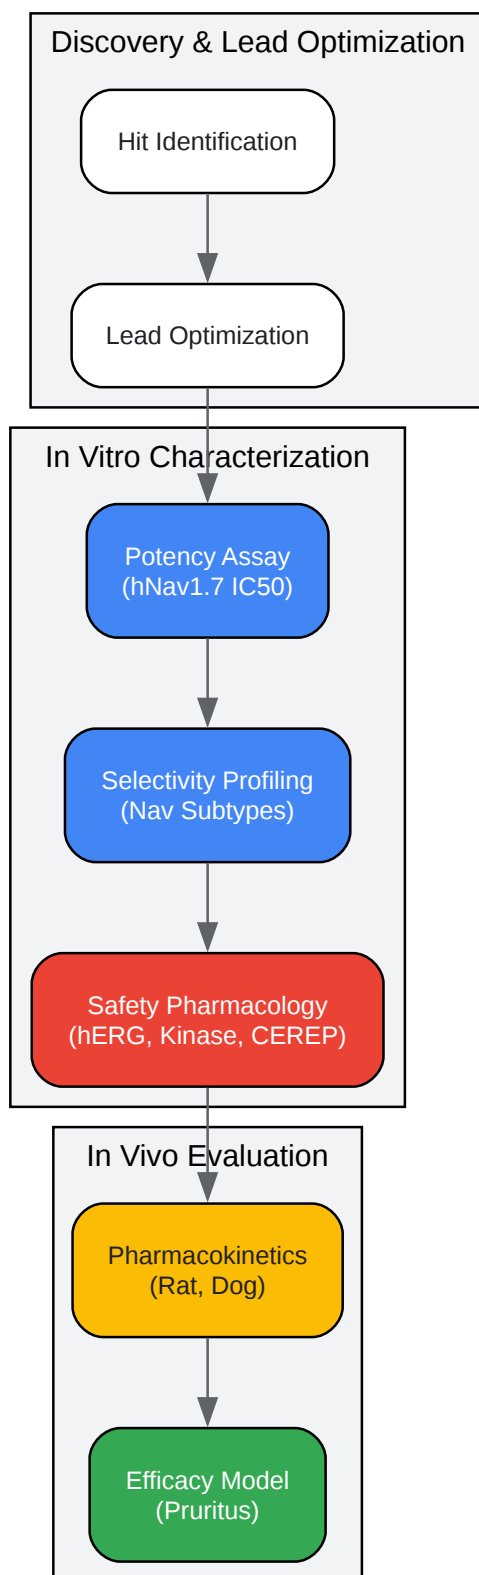 Discovery & Lead Optimization
Hit Identification
Lead Optimization
In Vitro Characterization
Potency Assay
(hNav1.7 IC50)
Selectivity Profiling
(Nav Subtypes)
Safety Pharmacology
(hERG, Kinase, CEREP)
In Vivo Evaluation
Pharmacokinetics
(Rat, Dog)
Efficacy Model
(Pruritus)